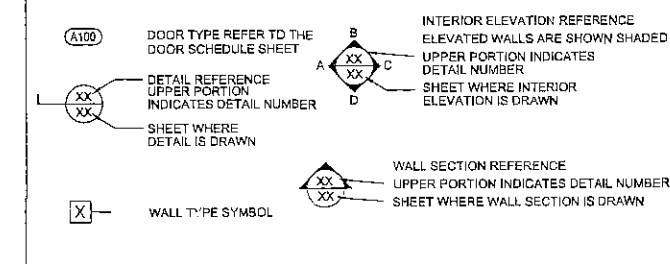 A100
DOOR TYPE REFER TO THE
DOOR SCHEDULE SHEET
XX
XX
DETAIL REFERENCE
UPPER PORTION
INDICATES DETAIL NUMBER
SHEET WHERE
DETAIL IS DRAWN
X
WALL TYPE SYMBOL
INTERIOR ELEVATION REFERENCE
ELEVATED WALLS ARE SHOWN SHADED
B
A
XX
XX
C
D
UPPER PORTION INDICATES
DETAIL NUMBER
SHEET WHERE INTERIOR
ELEVATION IS DRAWN
WALL SECTION REFERENCE
XX
UPPER PORTION INDICATES DETAIL NUMBER
XX
SHEET WHERE WALL SECTION IS DRAWN